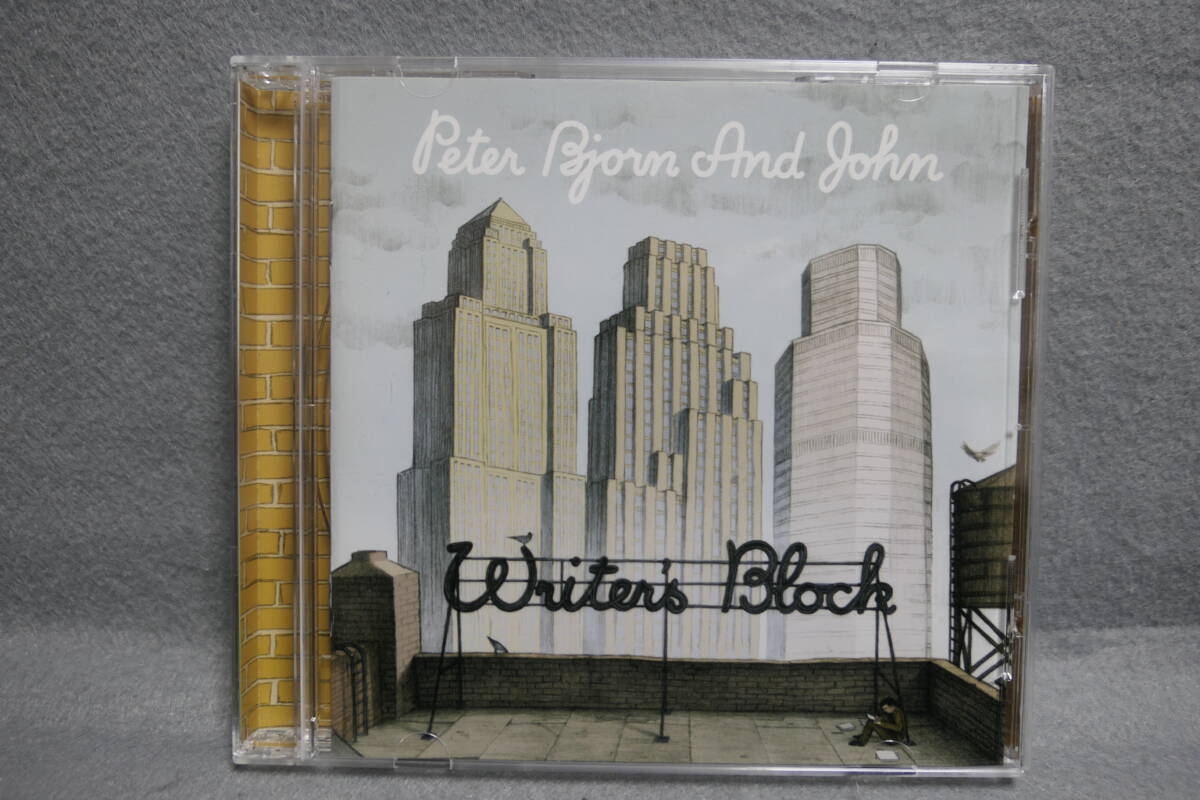 Peter Bjorn And John
Writer's Block